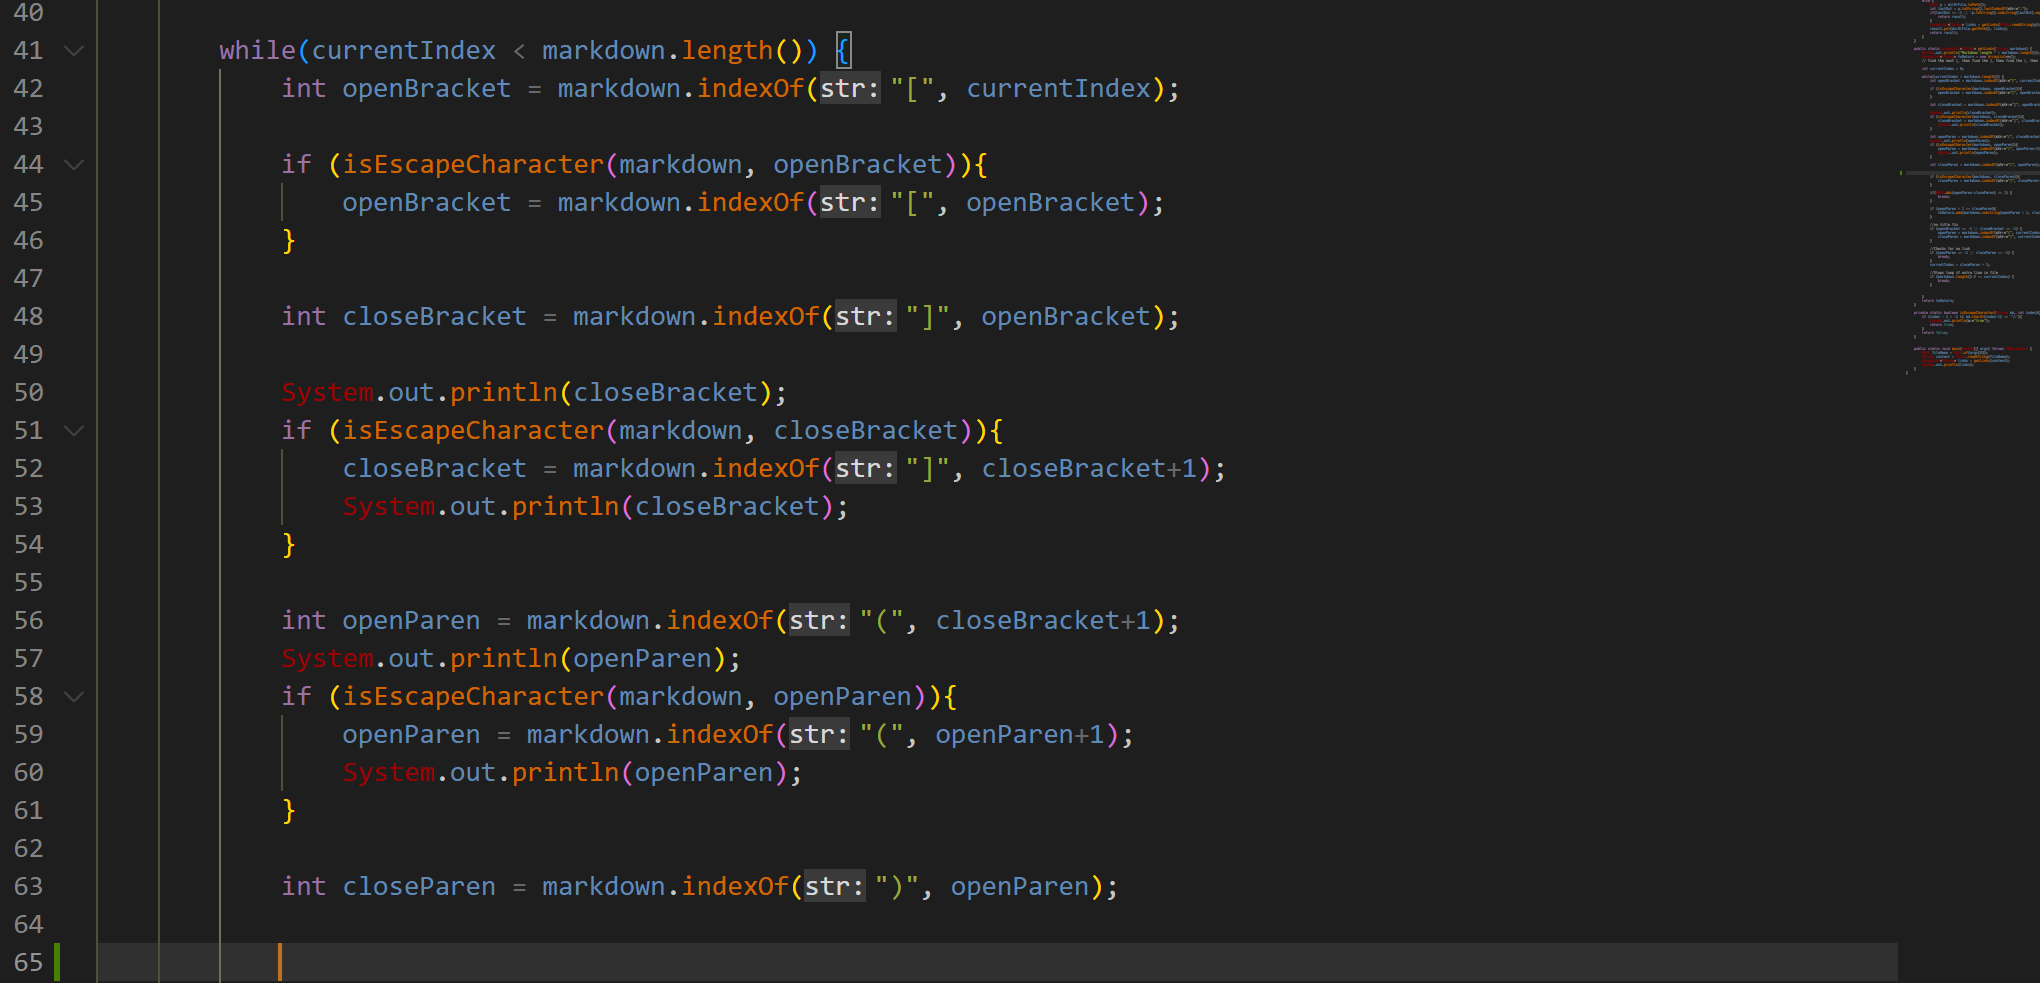 40
41 while(currentIndex < markdown.length()) {
42 int openBracket = markdown.indexOf(str: "[", currentIndex);
43
44 if (isEscapeCharacter(markdown, openBracket)){
45 openBracket = markdown.indexOf(str: "[", openBracket);
46 }
47
48 int closeBracket = markdown.indexOf(str: "]", openBracket);
49
50 System.out.println(closeBracket);
51 if (isEscapeCharacter(markdown, closeBracket)){
52 closeBracket = markdown.indexOf(str: "]", closeBracket+1);
53 System.out.println(closeBracket);
54 }
55
56 int openParen = markdown.indexOf(str: "(", closeBracket+1);
57 System.out.println(openParen);
58 if (isEscapeCharacter(markdown, openParen)){
59 openParen = markdown.indexOf(str: "(", openParen+1);
60 System.out.println(openParen);
61 }
62
63 int closeParen = markdown.indexOf(str: ")", openParen);
64
65